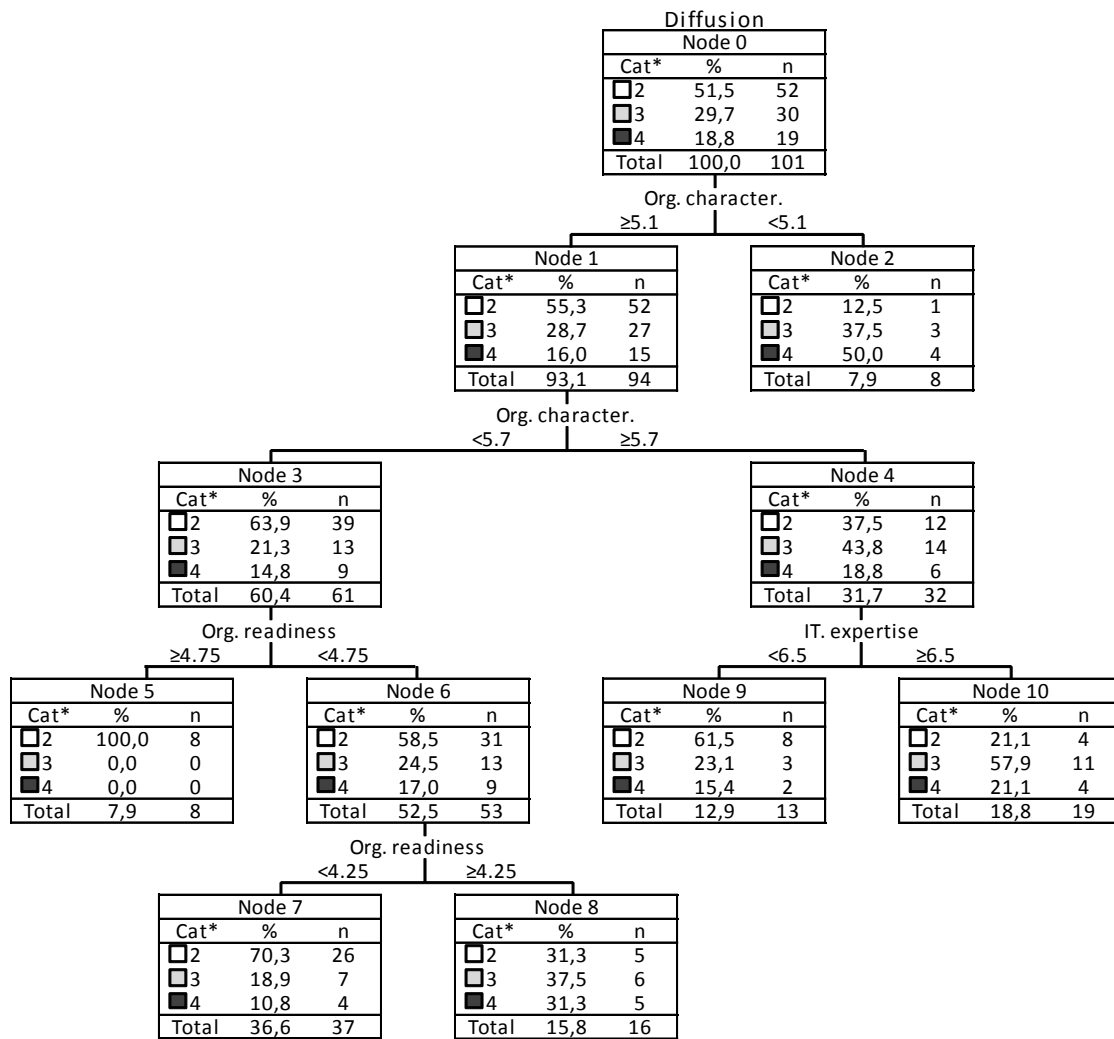 Diffusion
Node 0
Cat* % n
2 51,5 52
3 29,7 30
4 18,8 19
Total 100,0 101
Org. character.
≥5.1 <5.1
Node 1
Cat* % n
2 55,3 52
3 28,7 27
4 16,0 15
Total 93,1 94
Node 2
Cat* % n
2 12,5 1
3 37,5 3
4 50,0 4
Total 7,9 8
Org. character.
<5.7 ≥5.7
Node 3
Cat* % n
2 63,9 39
3 21,3 13
4 14,8 9
Total 60,4 61
Node 4
Cat* % n
2 37,5 12
3 43,8 14
4 18,8 6
Total 31,7 32
Org. readiness
≥4.75 <4.75
IT. expertise
<6.5 ≥6.5
Node 5
Cat* % n
2 100,0 8
3 0,0 0
4 0,0 0
Total 7,9 8
Node 6
Cat* % n
2 58,5 31
3 24,5 13
4 17,0 9
Total 52,5 53
Node 9
Cat* % n
2 61,5 8
3 23,1 3
4 15,4 2
Total 12,9 13
Node 10
Cat* % n
2 21,1 4
3 57,9 11
4 21,1 4
Total 18,8 19
Org. readiness
<4.25 ≥4.25
Node 7
Cat* % n
2 70,3 26
3 18,9 7
4 10,8 4
Total 36,6 37
Node 8
Cat* % n
2 31,3 5
3 37,5 6
4 31,3 5
Total 15,8 16